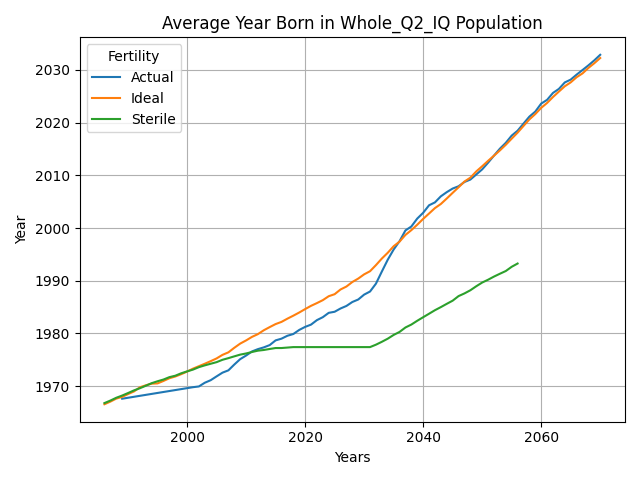 Average Year Born in Whole_Q2_IQ Population
Fertility
Actual
Ideal
Sterile
2030
2020
2010
2000
1990
1980
1970
Year
2000
2020
2040
2060
Years